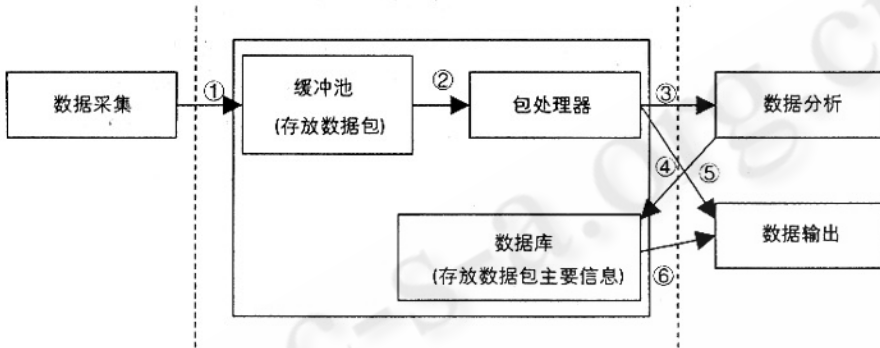 数据采集
①
缓冲池
(存放数据包)
②
包处理器
③
数据分析
④
⑤
数据库
(存放数据包主要信息)
⑥
数据输出
c-s-a.org.cn